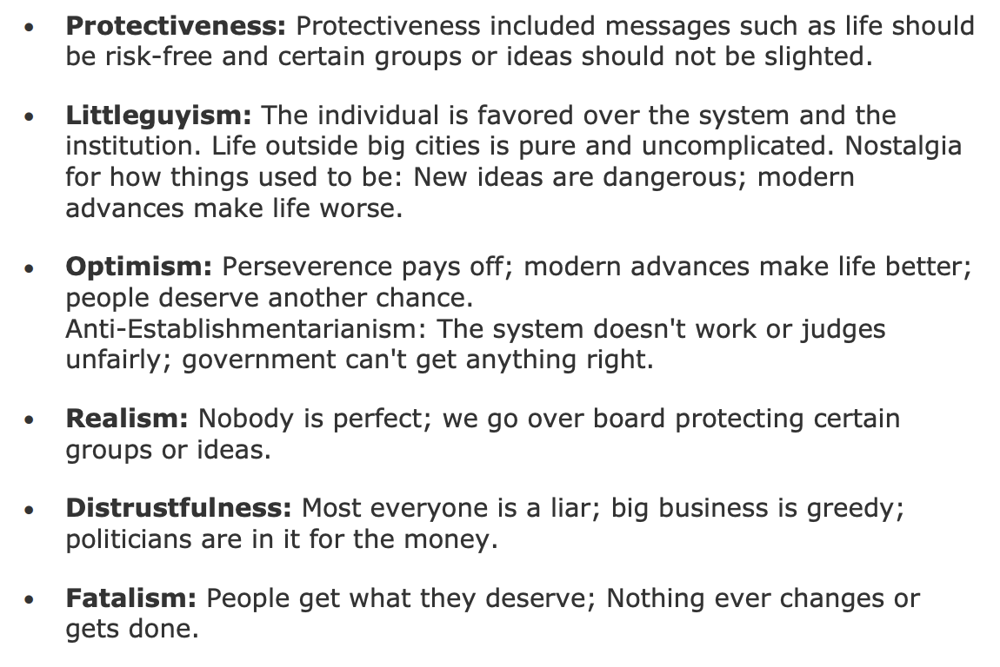 • Protectiveness: Protectiveness included messages such as life should
be risk-free and certain groups or ideas should not be slighted.
• Littleguyism: The individual is favored over the system and the
institution. Life outside big cities is pure and uncomplicated. Nostalgia
for how things used to be: New ideas are dangerous; modern
advances make life worse.
• Optimism: Perseverence pays off; modern advances make life better;
people deserve another chance.
Anti-Establishmentarianism: The system doesn't work or judges
unfairly; government can't get anything right.
• Realism: Nobody is perfect; we go over board protecting certain
groups or ideas.
• Distrustfulness: Most everyone is a liar; big business is greedy;
politicians are in it for the money.
• Fatalism: People get what they deserve; Nothing ever changes or
gets done.